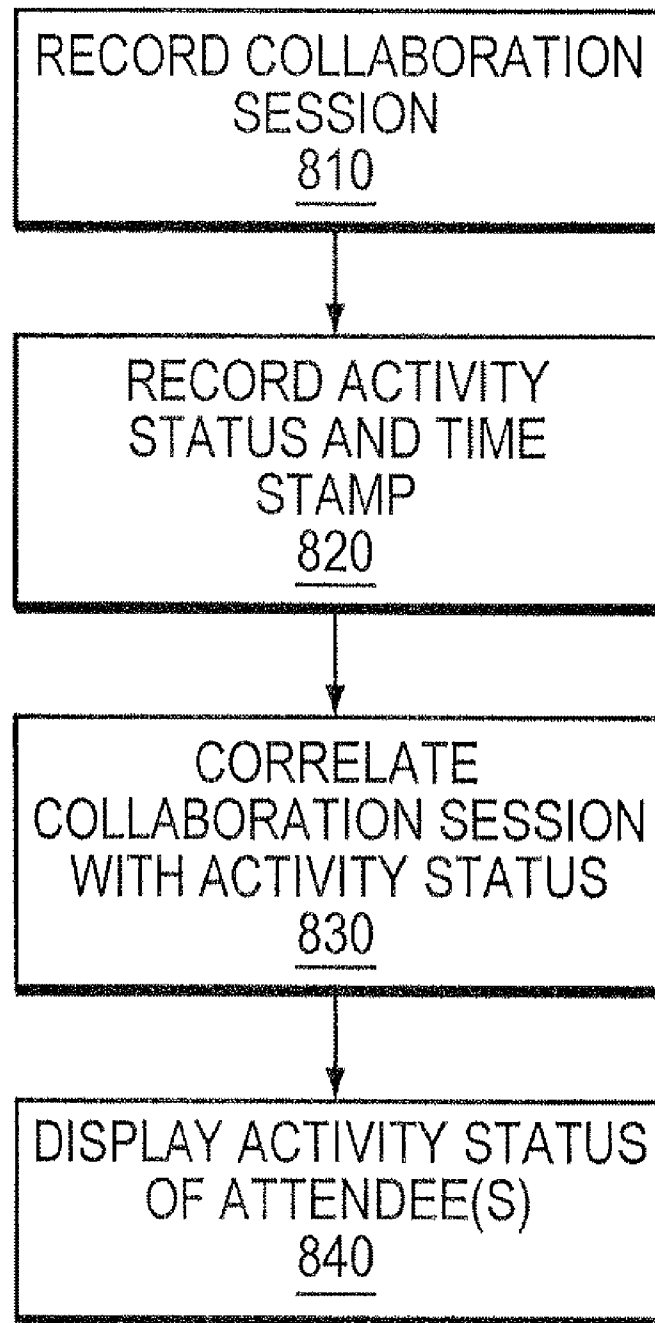 RECORD COLLABORATION
SESSION
810
RECORD ACTIVITY
STATUS AND TIME
STAMP
820
CORRELATE
COLLABORATION SESSION
WITH ACTIVITY STATUS
830
DISPLAY ACTIVITY STATUS
OF ATTENDEE(S)
840